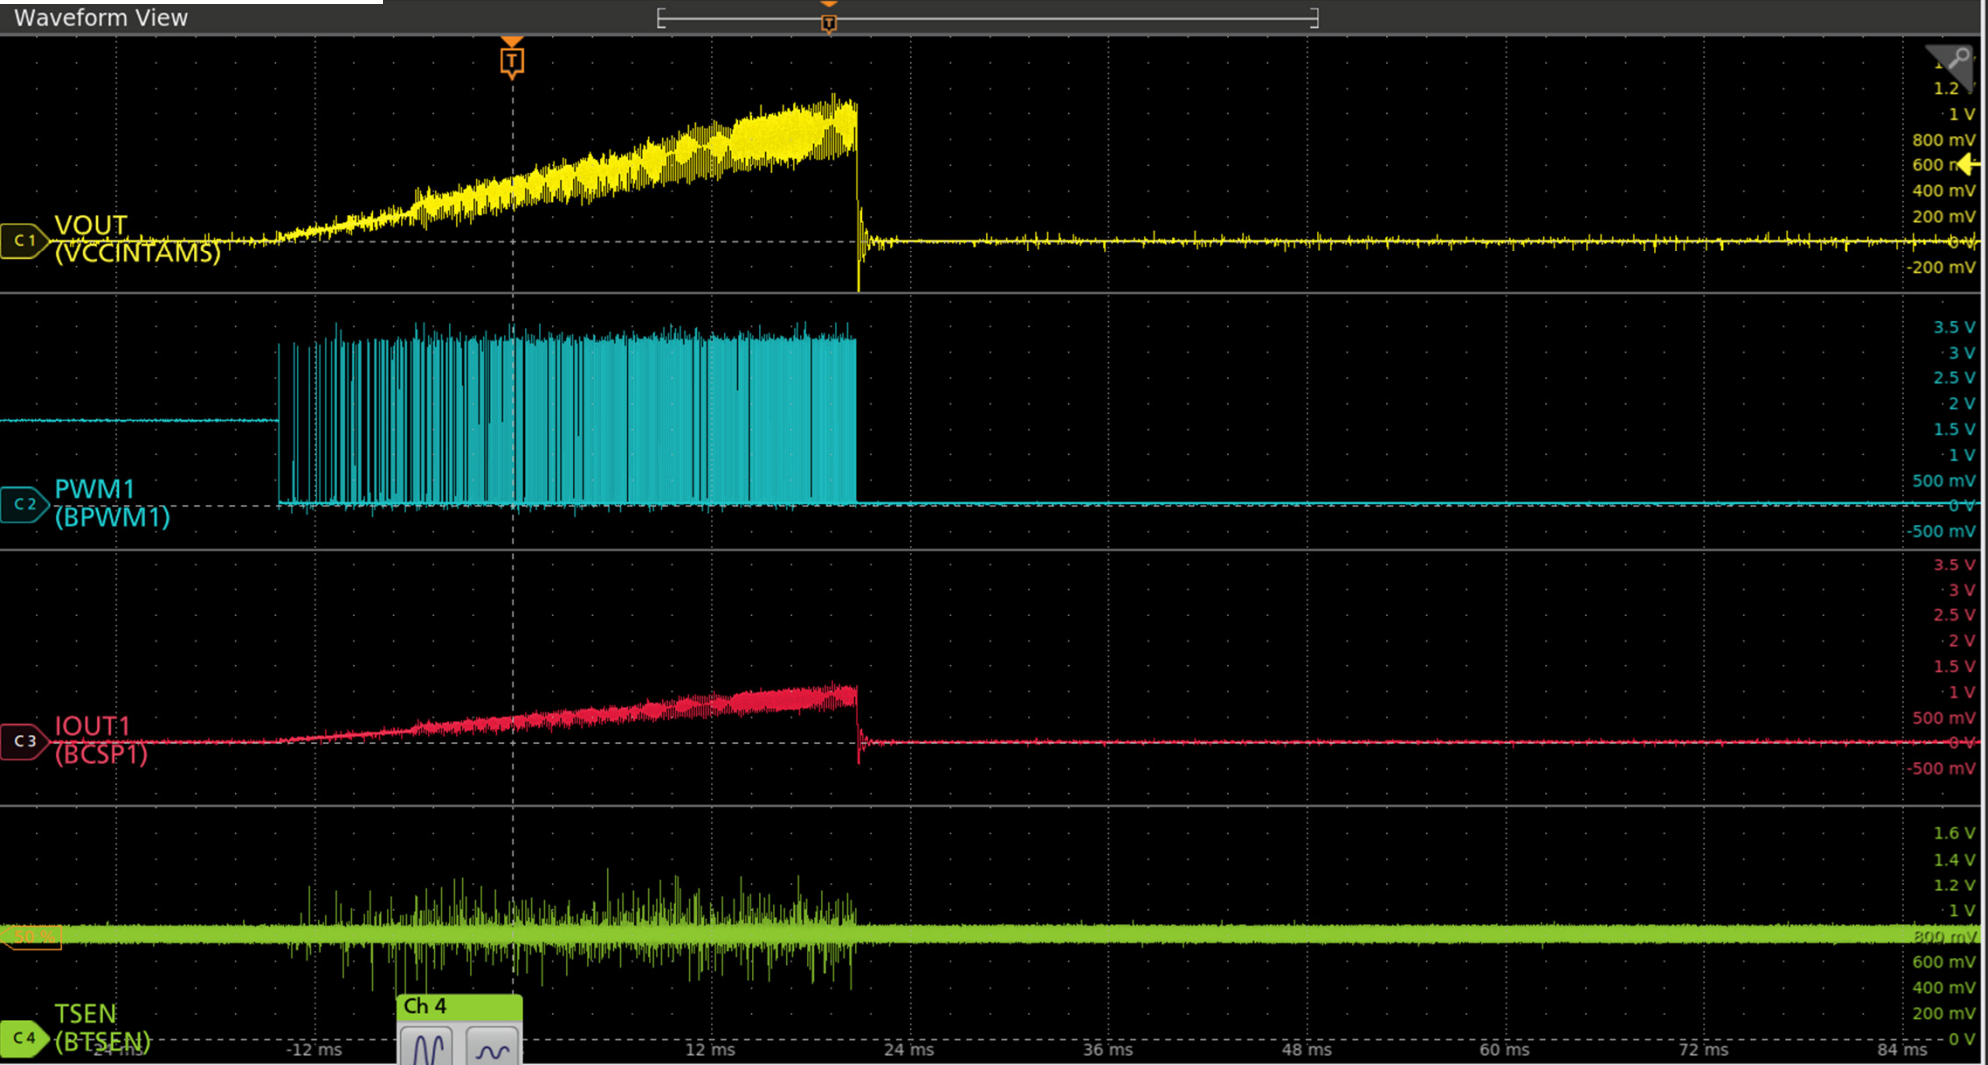 Waveform View
T
T
1.2
1 V
800 mV
600 m
400 mV
200 mV
0 V
-200 mV
C 1
VOUT
(VCCINTAMS)
3.5 V
3 V
2.5 V
2 V
1.5 V
1 V
500 mV
0 V
-500 mV
C 2
PWM1
(BPWM1)
3.5 V
3 V
2.5 V
2 V
1.5 V
1 V
500 mV
0 V
-500 mV
C 3
IOUT1
(BCSP1)
1.6 V
1.4 V
1.2 V
1 V
800 mV
600 mV
400 mV
200 mV
0 V
50 %
Ch 4
C 4
TSEN
(BTSEN)
-12 ms
12 ms
24 ms
36 ms
48 ms
60 ms
72 ms
84 ms